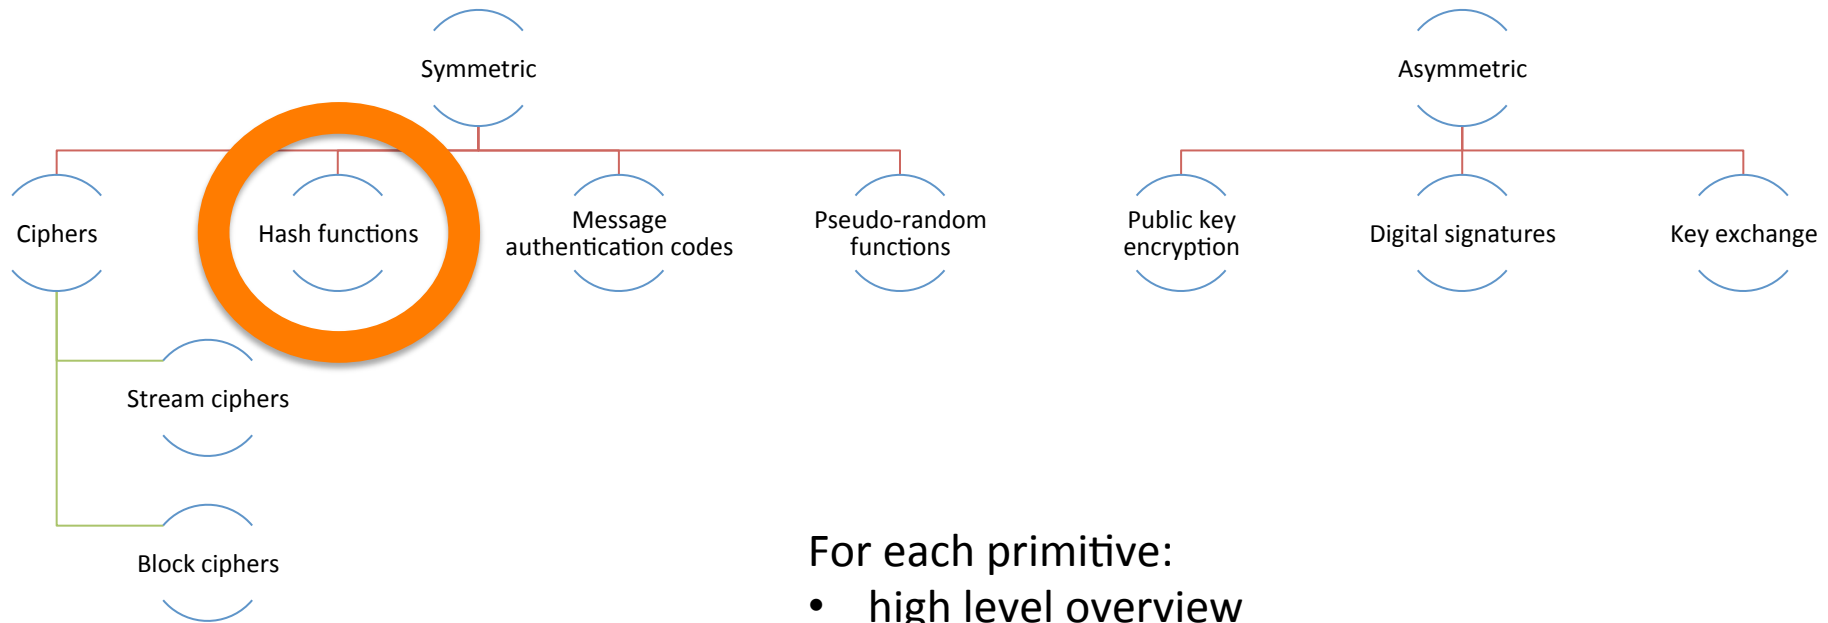 Symmetric
Asymmetric
Ciphers
Hash functions
Message
authentication codes
Pseudo-random
functions
Public key
encryption
Digital signatures
Key exchange
Stream ciphers
Block ciphers
For each primitive:
• high level overview